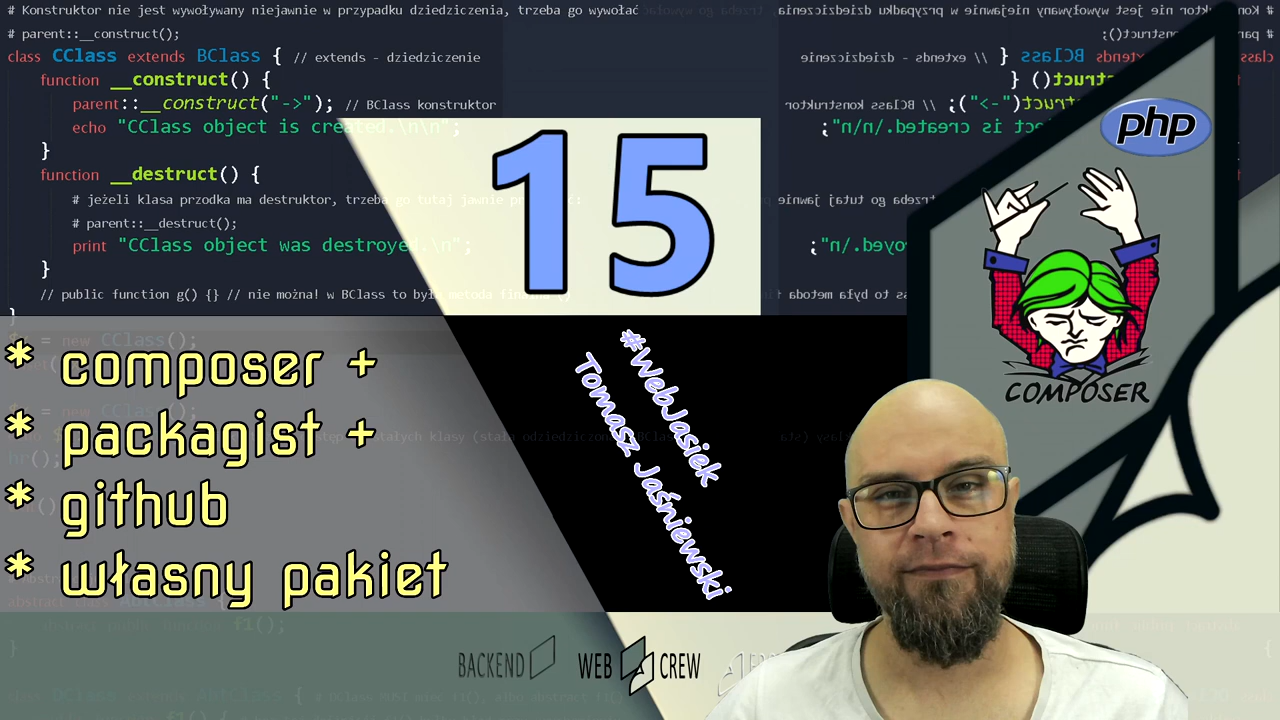 # Konstruktor nie jest wywoływany niejawnie w przypadku dziedziczenia, trzeba go wywołać
# parent::__construct();
class CClass extends BClass { // extends - dziedziczenie
function __construct() {
parent::__construct("->"); // BClass konstruktor
echo "CClass object is created.\n\n";
}
function __destruct() {
# jeżeli klasa przodka ma destruktor, trzeba go tutaj jawnie
# parent::__destruct();
print "CClass object was destroyed.\n";
}
// public function g() {} // nie można! w BClass to była metoda
}
15
php
COMPOSER
* composer +
* packagist +
* github
* własny pakiet
#WebJasiek
Tomasz Jaśniewski
BACKEND
WEB CREW